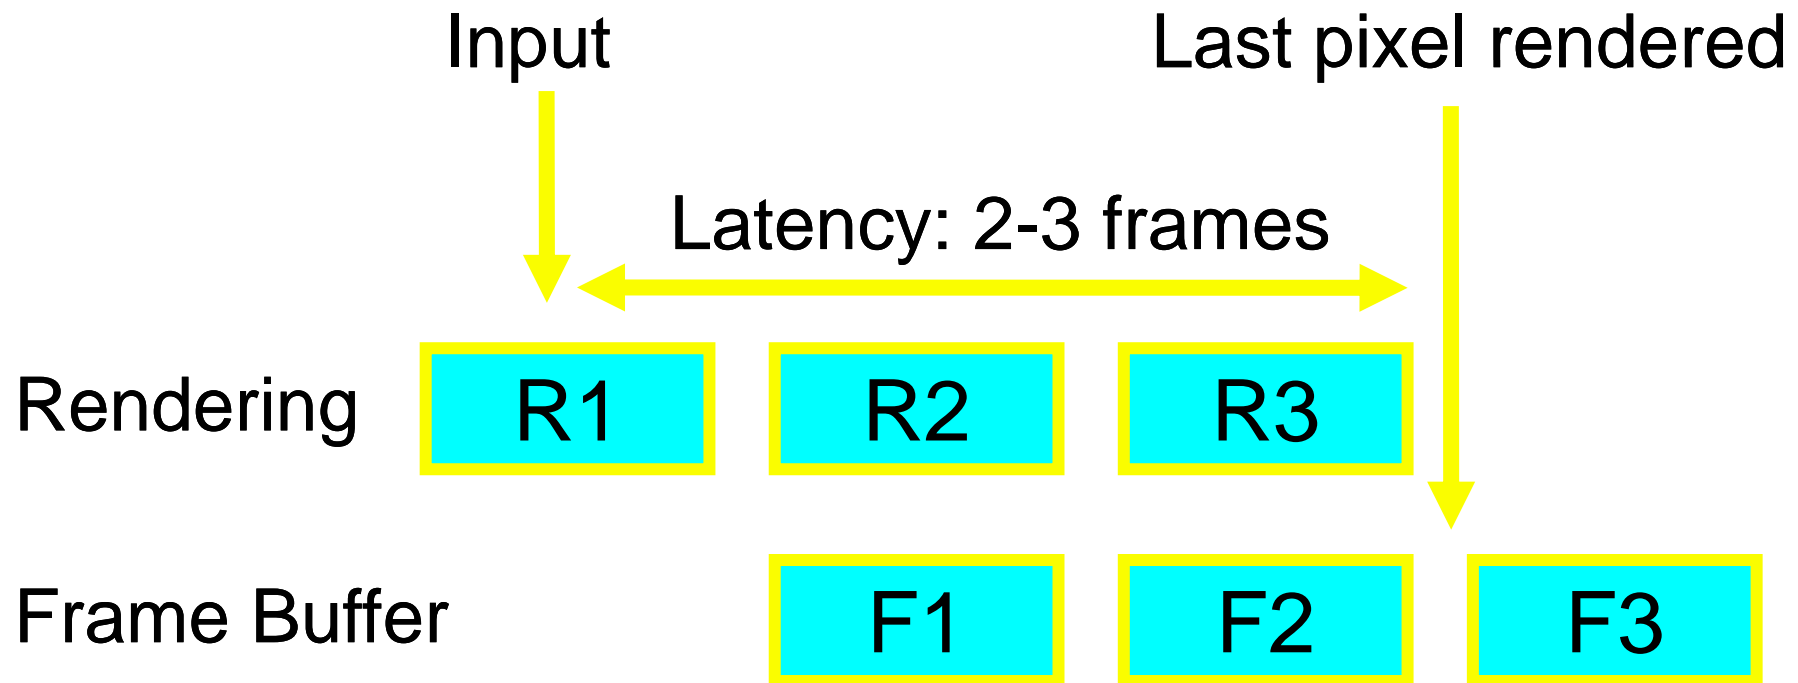 Input
Last pixel rendered
Latency: 2-3 frames
Rendering R1 R2 R3
Frame Buffer F1 F2 F3